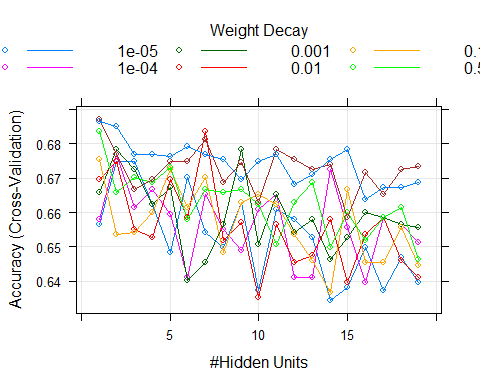 Weight Decay
1e-05 0.001 0.1
1e-04 0.01 0.5
Accuracy (Cross-Validation)
0.68
0.67
0.66
0.65
0.64
5 10 15
#Hidden Units